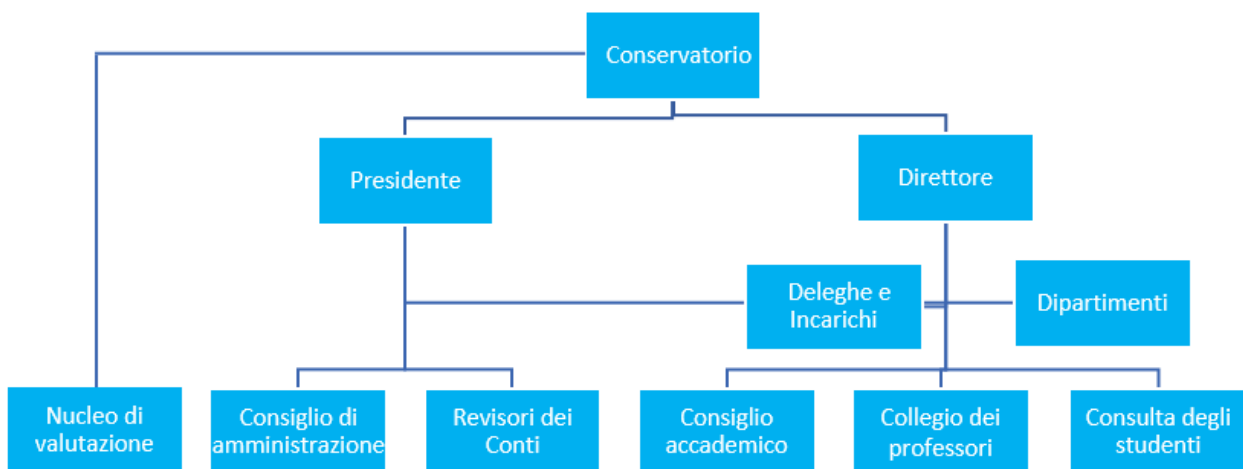 Conservatorio
Presidente
Direttore
Deleghe e
Incarichi
Dipartimenti
Nucleo di
valutazione
Consiglio di
amministrazione
Revisori dei
Conti
Consiglio
accademico
Collegio dei
professori
Consulta degli
studenti